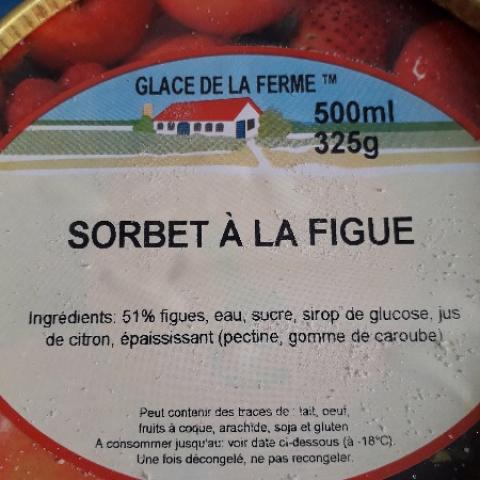 GLACE DE LA FERME ™
500ml
325g
SORBET À LA FIGUE
Ingrédients: 51% figues, eau, sucre, sirop de glucose, jus
de citron, épaississant (pectine, gomme de caroube)
Peut contenir des traces de : lait, oeuf,
fruits à coque, arachide, soja et gluten
A consommer jusqu'au: voir date ci-dessous (à -18°C).
Une fois décongelé, ne pas recongeler.